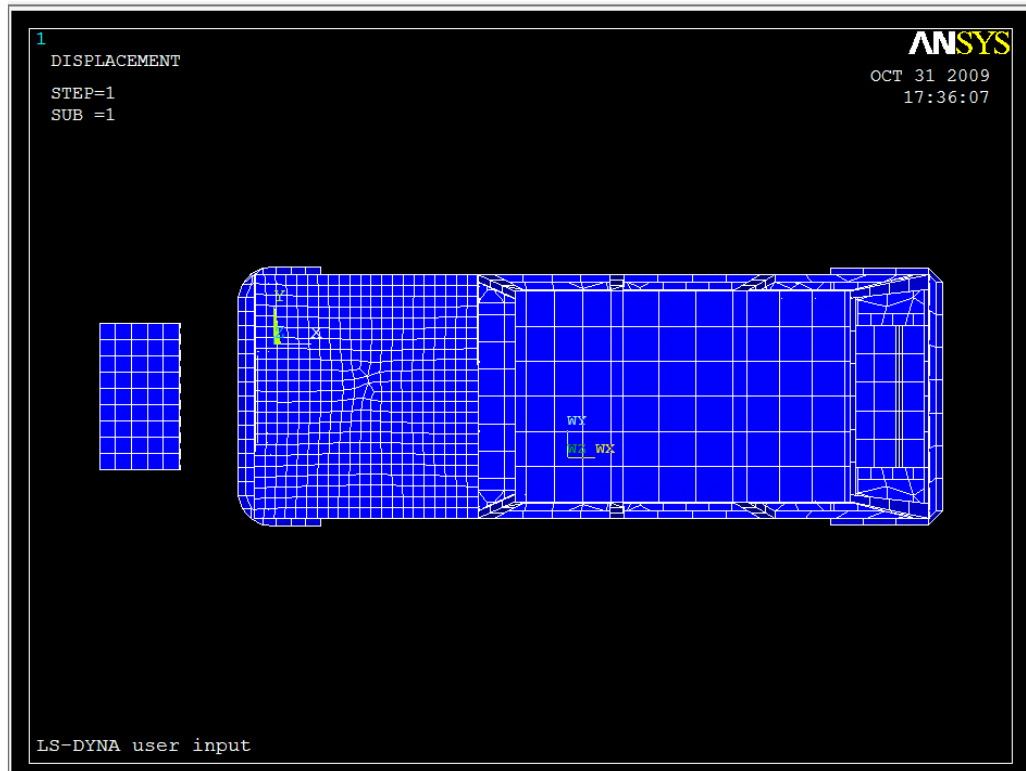 1
ANSYS
DISPLACEMENT
OCT 31 2009
STEP=1
17:36:07
SUB =1
Y
X
WY
WZ WX
LS-DYNA user input